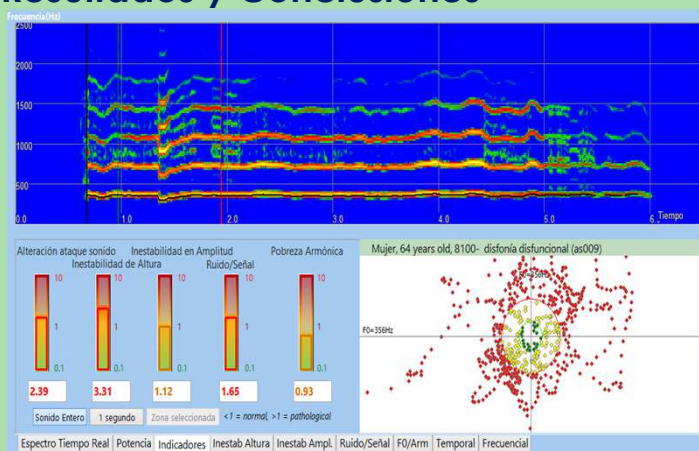 Resultados y Conclusiones
Frecuencia(Hz)
2500
2000
1500
1000
500
0.0 1.0 2.0 3.0 4.0 5.0 6. Tiempo
Alteración ataque sonido Inestabilidad en Amplitud Pobreza Armónica
Inestabilidad de Altura Ruido/Señal
10 10 10 10 10
1 1 1 1 1
0.1 0.1 0.1 0.1 0.1
2.39 3.31 1.12 1.65 0.93
Sonido Entero 1 segundo Zona seleccionada <1 = normal, >1 = pathological
Mujer, 64 years old, 8100- disfonía disfuncional (as009)
F0=356Hz
F0=356Hz
Espectro Tiempo Real Potencia Indicadores Inestab Altura Inestab Ampl. Ruido/Señal F0/Arm Temporal Frecuencial